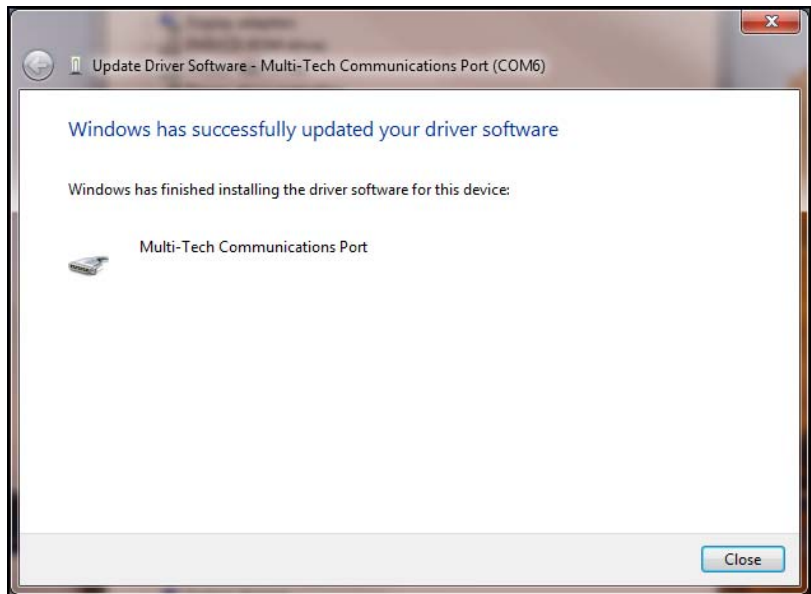 Update Driver Software - Multi-Tech Communications Port (COM6)
Windows has successfully updated your driver software
Windows has finished installing the driver software for this device:
Multi-Tech Communications Port
Close